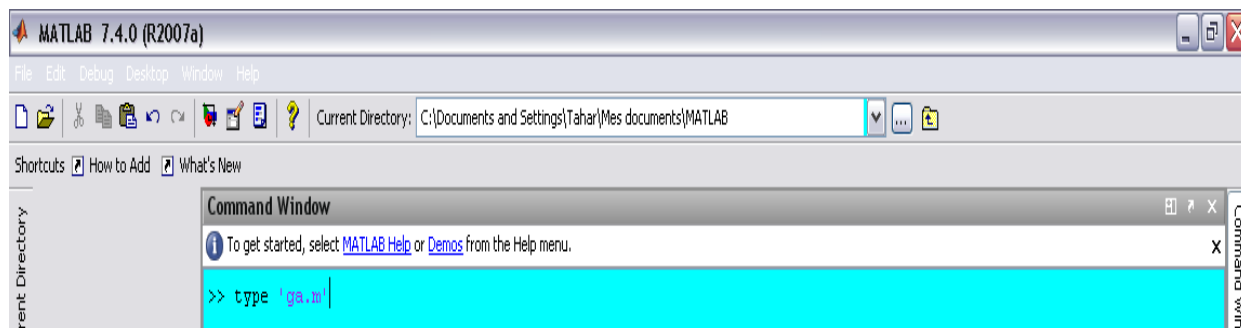 MATLAB 7.4.0 (R2007a)
File Edit Debug Desktop Window Help
Current Directory: C:\Documents and Settings\Tahar\Mes documents\MATLAB
Shortcuts How to Add What's New
Command Window
To get started, select MATLAB Help or Demos from the Help menu.
>> type 'ga.m'
rent Directory
Command Win